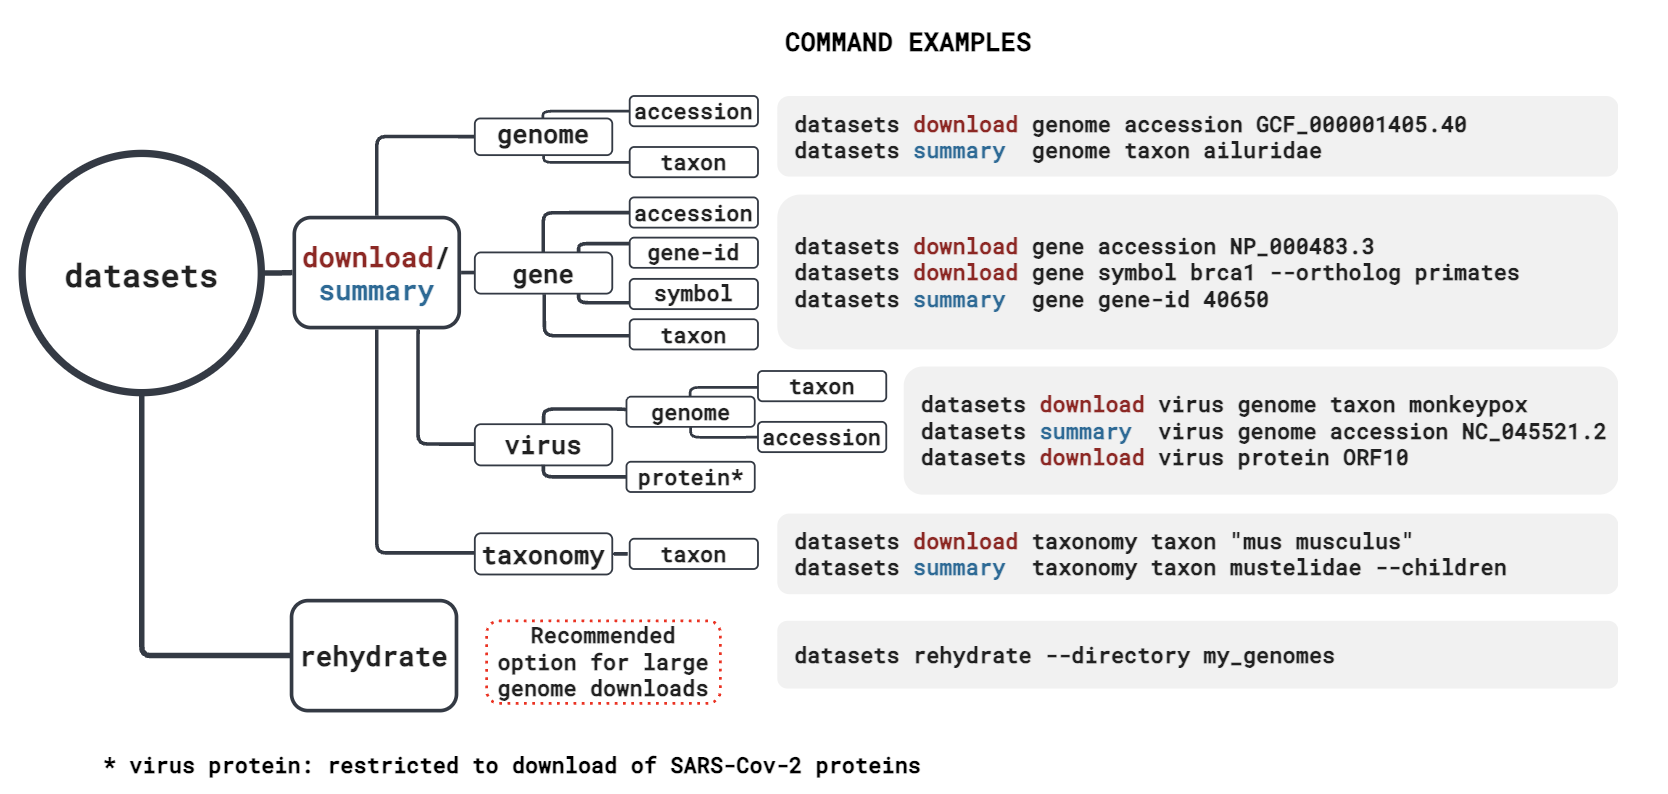 COMMAND EXAMPLES
datasets
download/
summary
genome
accession
taxon
datasets download genome accession GCF_000001405.40
datasets summary genome taxon ailuridae
gene
accession
gene-id
symbol
taxon
datasets download gene accession NP_000483.3
datasets download gene symbol brca1 --ortholog primates
datasets summary gene gene-id 40650
virus
genome
taxon
accession
protein*
datasets download virus genome taxon monkeypox
datasets summary virus genome accession NC_045521.2
datasets download virus protein ORF10
taxonomy
taxon
datasets download taxonomy taxon "mus musculus"
datasets summary taxonomy taxon mustelidae --children
rehydrate
Recommended
option for large
genome downloads
datasets rehydrate --directory my_genomes
* virus protein: restricted to download of SARS-Cov-2 proteins